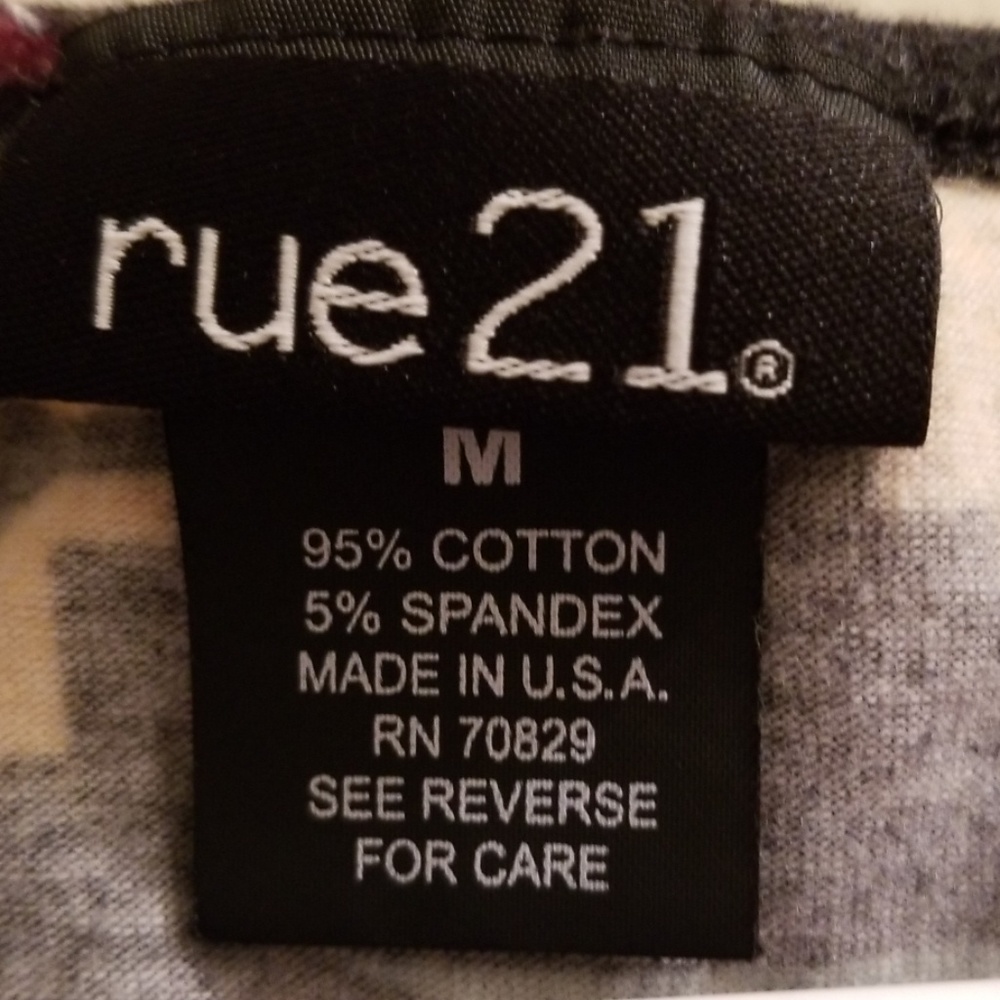 rue21®
M
95% COTTON
5% SPANDEX
MADE IN U.S.A.
RN 70829
SEE REVERSE
FOR CARE